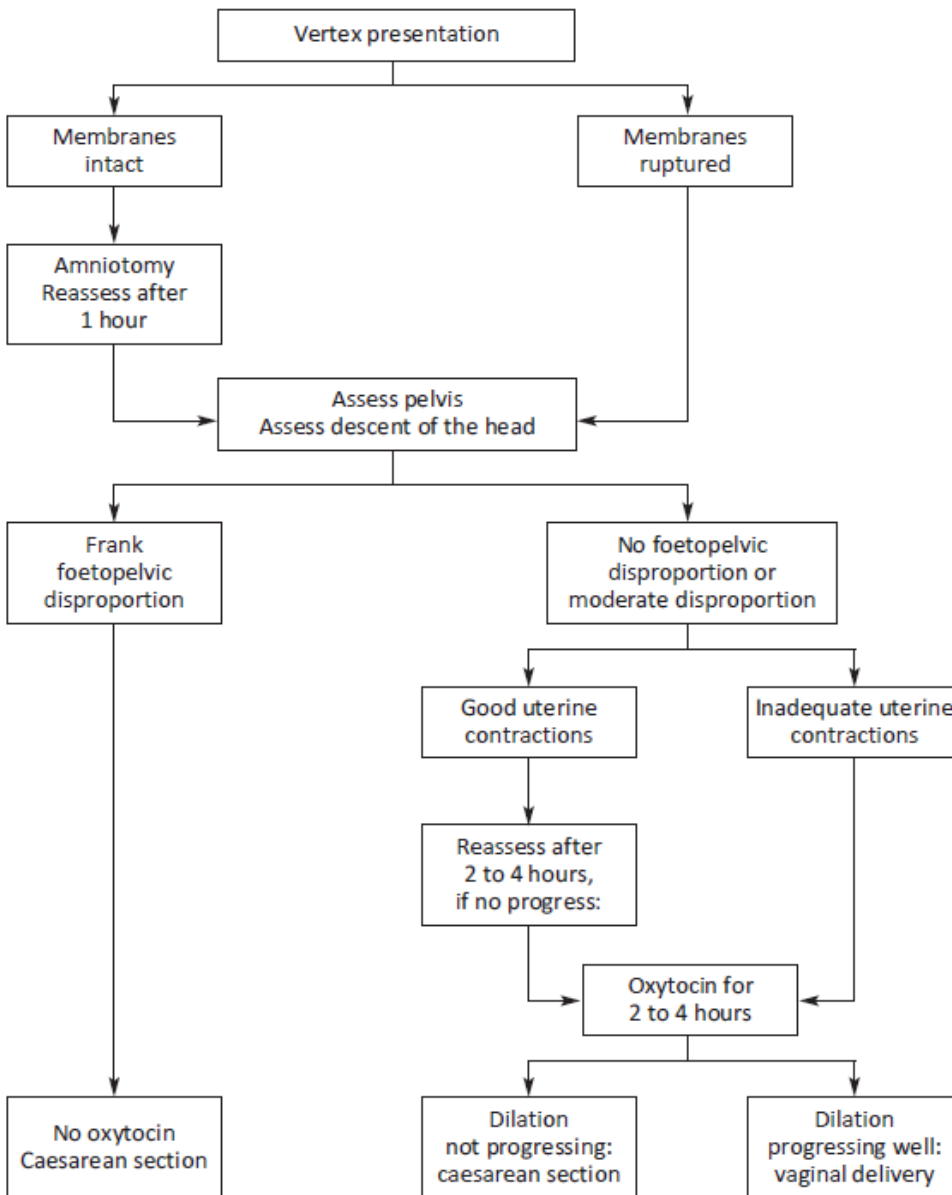 Vertex presentation
Membranes
intact
Membranes
ruptured
Amniotomy
Reassess after
1 hour
Assess pelvis
Assess descent of the head
Frank
foetopelvic
disproportion
No foetopelvic
disproportion or
moderate disproportion
Good uterine
contractions
Inadequate uterine
contractions
Reassess after
2 to 4 hours,
if no progress:
Oxytocin for
2 to 4 hours
No oxytocin
Caesarean section
Dilation
not progressing:
caesarean section
Dilation
progressing well:
vaginal delivery